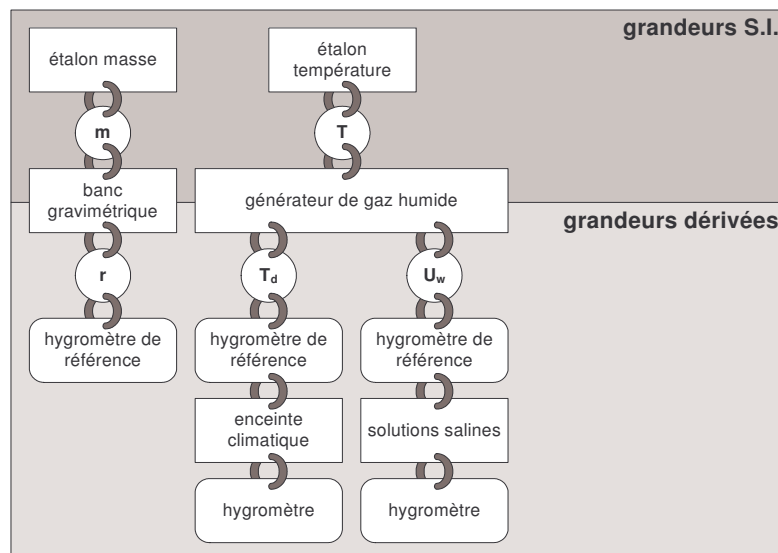 grandeurs S.I.
étalon masse
étalon
température
m
T
banc
gravimétrique
générateur de gaz humide
grandeurs dérivées
r
Td
Uw
hygromètre de
référence
hygromètre de
référence
hygromètre de
référence
enceinte
climatique
solutions salines
hygromètre
hygromètre